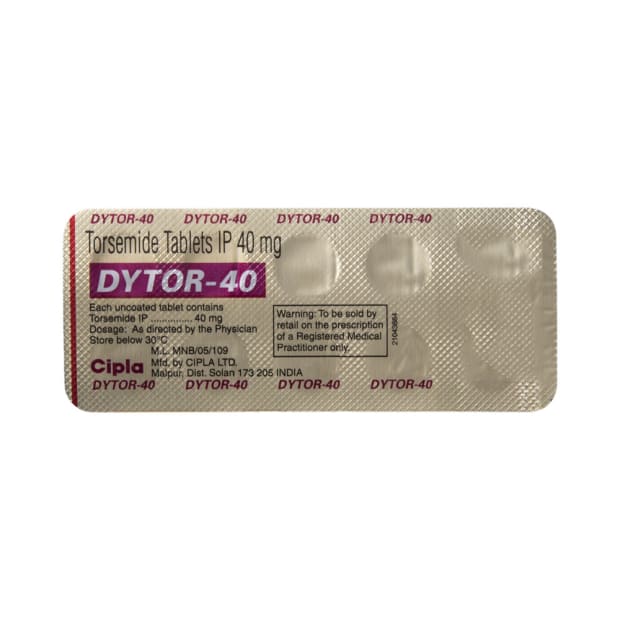 DYTOR-40 DYTOR-40 DYTOR-40 DYTOR-40
Torsemide Tablets IP 40 mg
DYTOR-40
Each uncoated tablet contains
Torsemide IP .............. 40 mg
Dosage: As directed by the Physician
Store below 30°C
M.L. MNB/05/109
Cipla Mfd. by CIPLA LTD.
Malpur, Dist. Solan 173 205 INDIA
Warning: To be sold by
retail on the prescription
of a Registered Medical
Practitioner only.
DYTOR-40 DYTOR-40 DYTOR-40 DYTOR-40